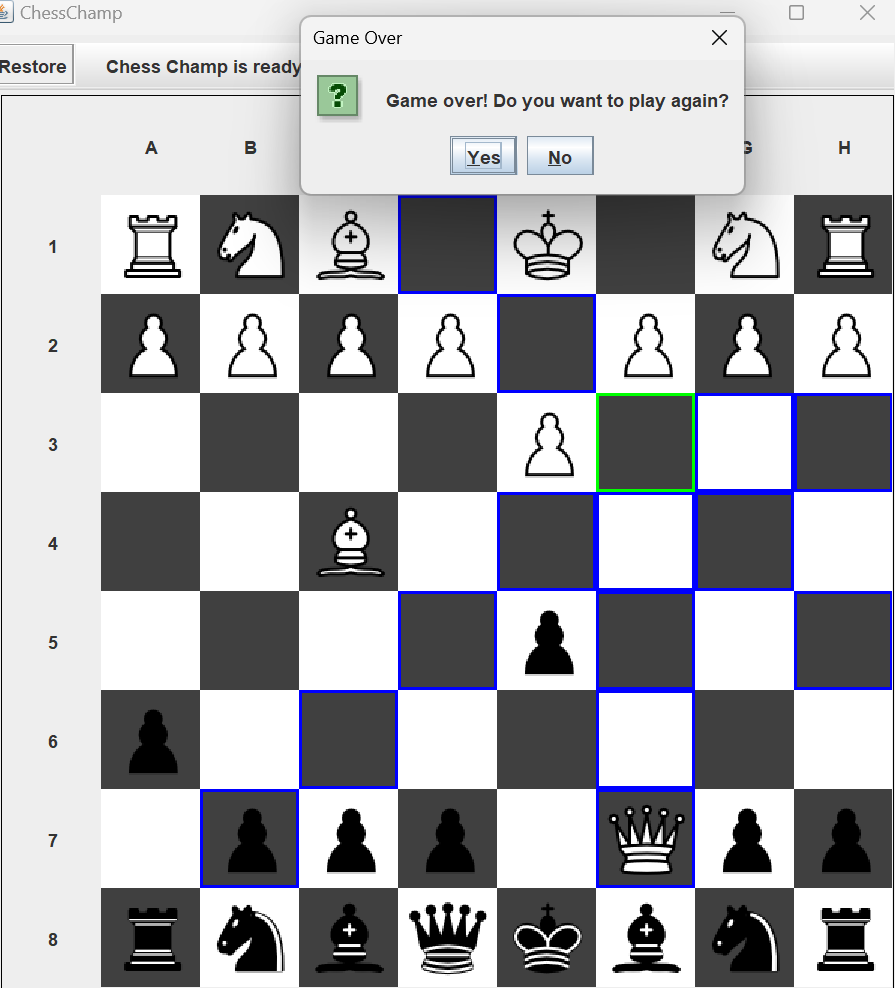 ChessChamp
Game Over
Restore
Chess Champ is ready
?
Game over! Do you want to play again?
Yes No
A B G H
1
2
3
4
5
6
7
8